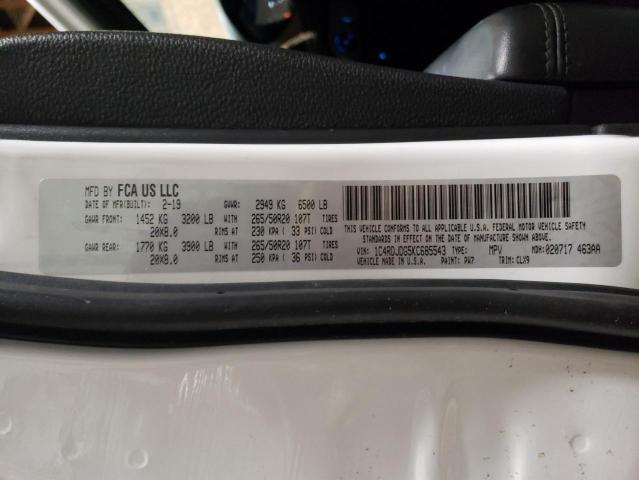 MFD BY FCA US LLC
DATE OF MFR(BUILT): 2-19 GVWR: 2949 KG 6500 LB
GAWR FRONT: 1452 KG 3200 LB WITH 265/50R20 107T TIRES
20X8.0 RIMS AT 230 KPA ( 33 PSI) COLD
GAWR REAR: 1770 KG 3900 LB WITH 265/50R20 107T TIRES
20X8.0 RIMS AT 250 KPA ( 36 PSI) COLD
THIS VEHICLE CONFORMS TO ALL APPLICABLE U.S.A. FEDERAL MOTOR VEHICLE SAFETY
STANDARDS IN EFFECT ON THE DATE OF MANUFACTURE SHOWN ABOVE.
VIN: 1C4RDJDG5KC685543 TYPE: MPV MDH: 020717 463AA
VEHICLE MADE IN U.S.A. PAINT: PW7 TRIM: CLX9